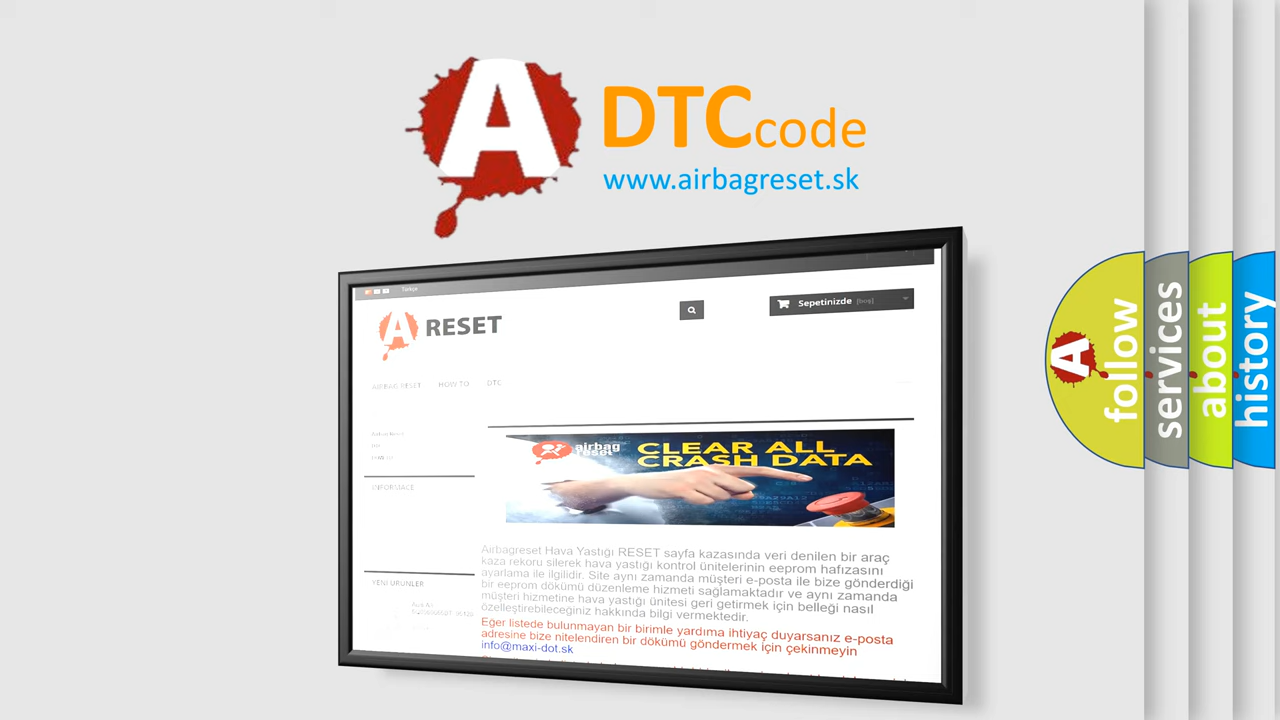 A DTCcode
www.airbagreset.sk
Türkçe
A RESET
Sepetinizde [boş]
AIRBAG RESET HOW TO DTC
airbag
reset
CLEAR ALL
CRASH DATA
INFORMACE
Airbagreset Hava Yastığı RESET sayfa kazasında veri denilen bir araç
kaza rekoru silerek hava yastığı kontrol ünitelerinin eeprom hafızasını
ayarlama ile ilgilidir. Site aynı zamanda müşteri e-posta ile bize gönderdiği
bir eeprom dökümü düzenleme hizmeti sağlamaktadır ve aynı zamanda
müşteri hizmetine hava yastığı ünitesi geri getirmek için belleği nasıl
özelleştirebileceğiniz hakkında bilgi vermektedir.
Eğer listede bulunmayan bir birimle yardıma ihtiyaç duyarsanız e-posta
adresine bize nitelendiren bir dökümü göndermek için çekinmeyin
info@maxi-dot.sk
YENİ ÜRÜNLER
A follow
services
about
history